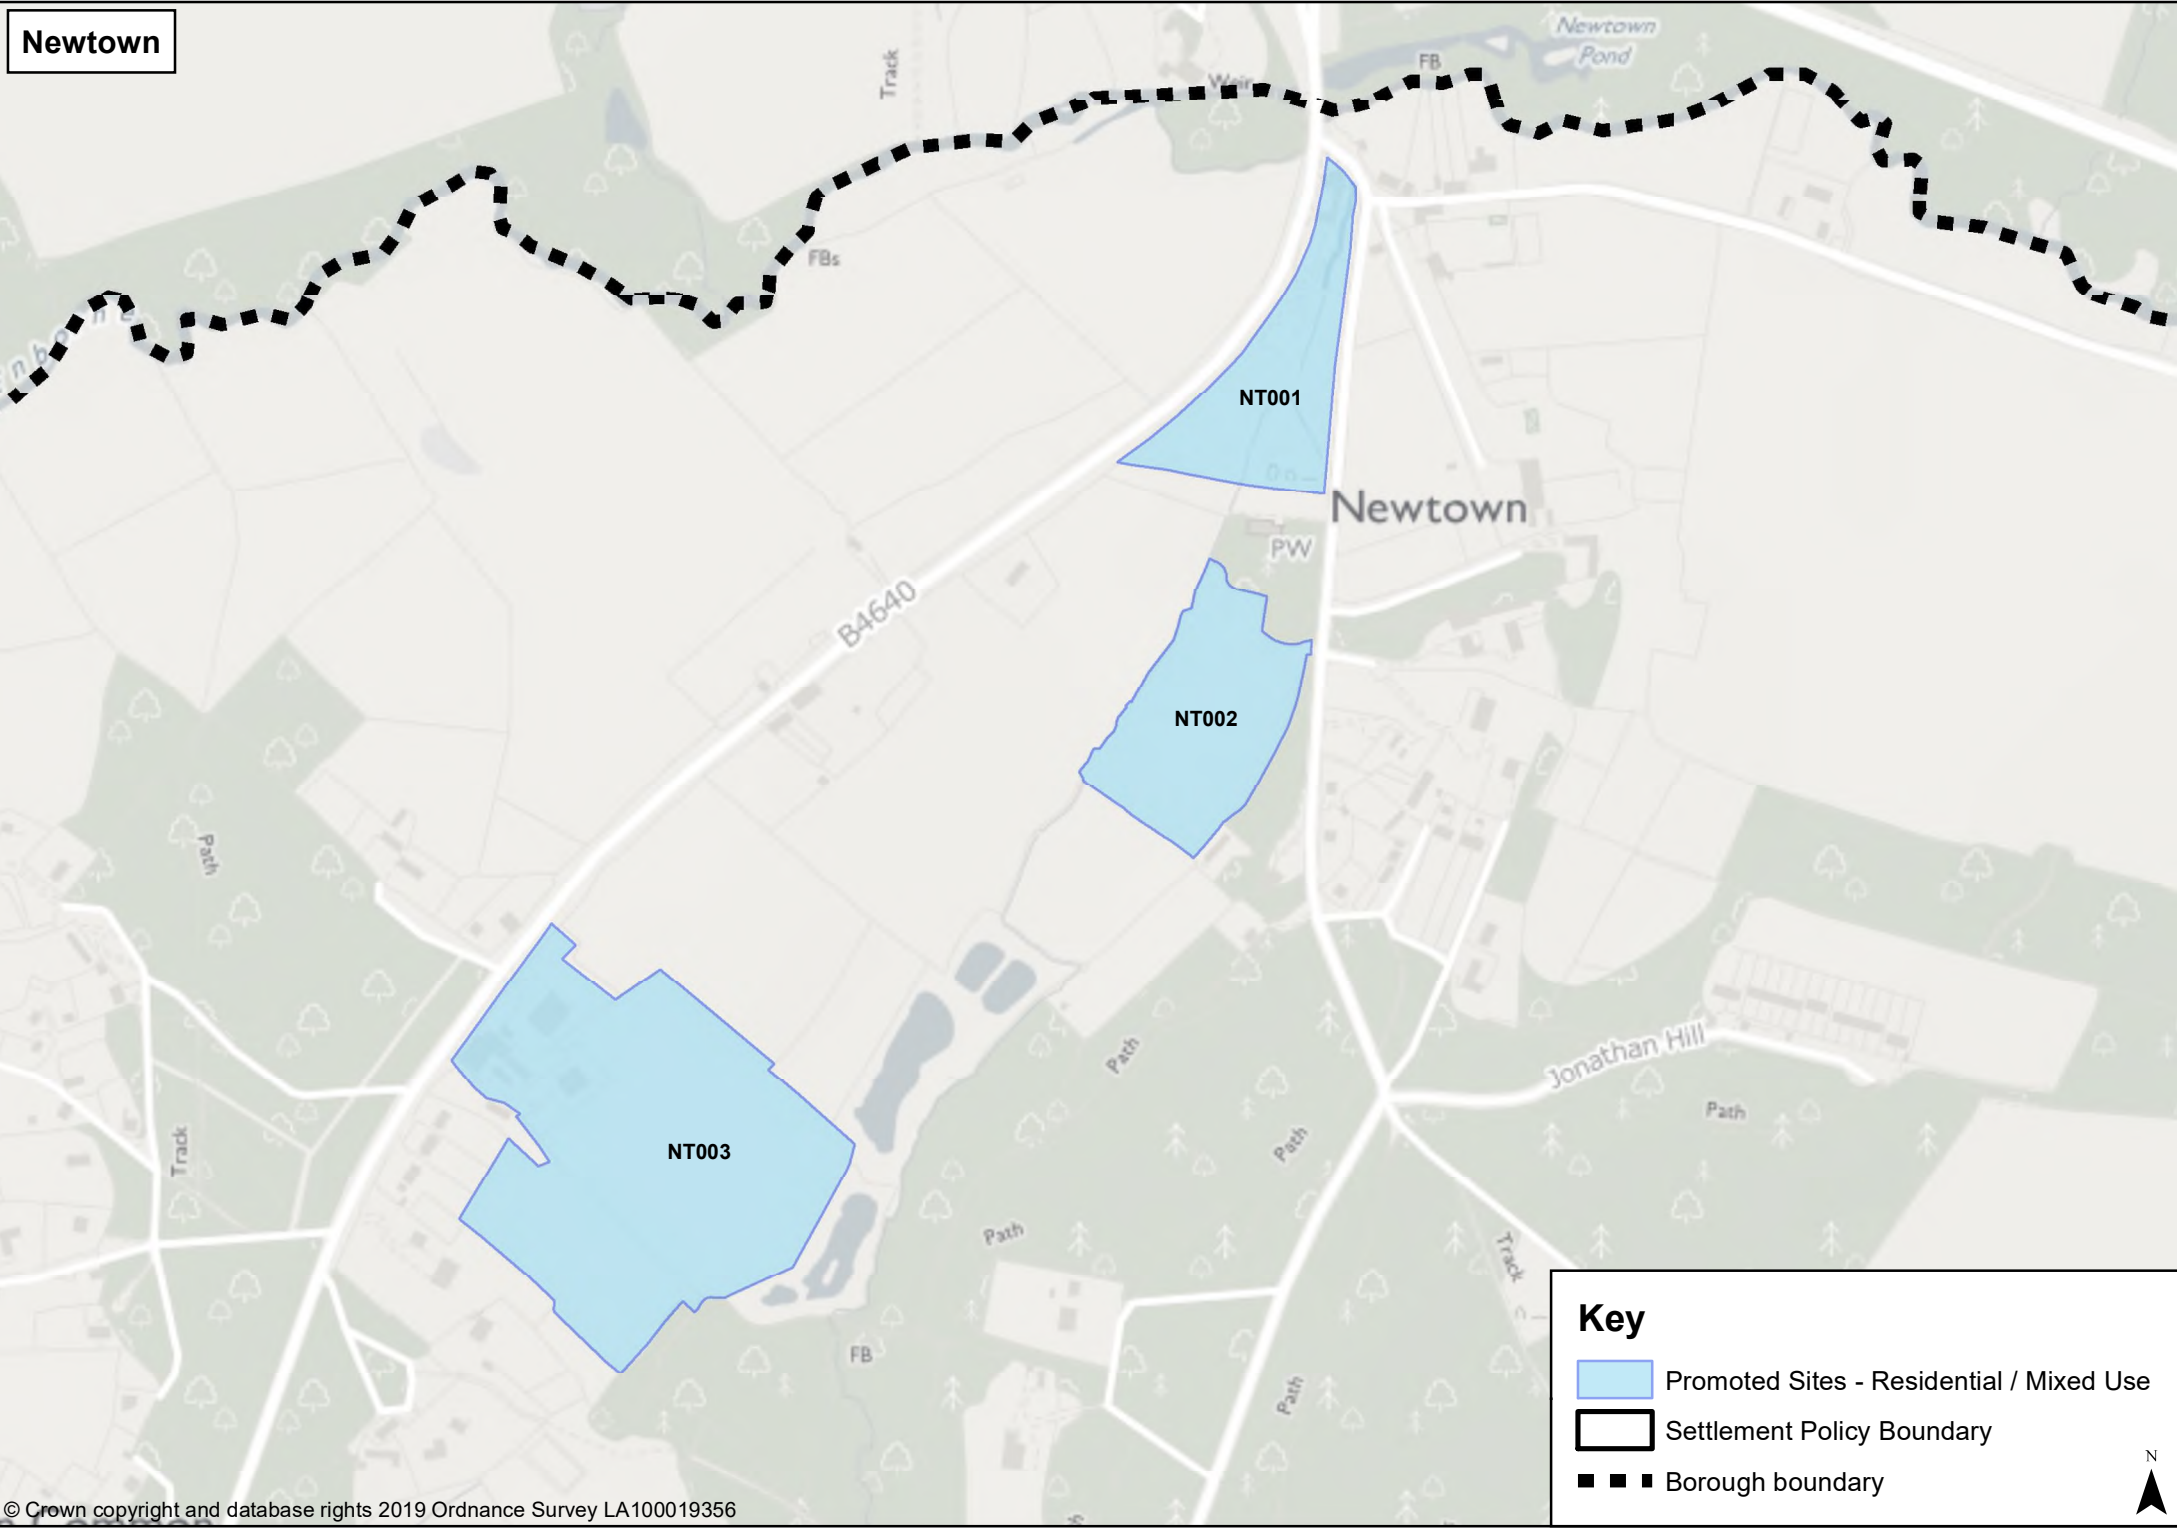 Newtown
Newtown
Pond
FB
Track
Weir
FBs
NT001
Newtown
PW
B4640
NT002
Path
Jonathan Hill
Path
Path
Path
Track
NT003
Path
Track
FB
Path
Key
Promoted Sites - Residential / Mixed Use
Settlement Policy Boundary
Borough boundary
N
© Crown copyright and database rights 2019 Ordnance Survey LA100019356